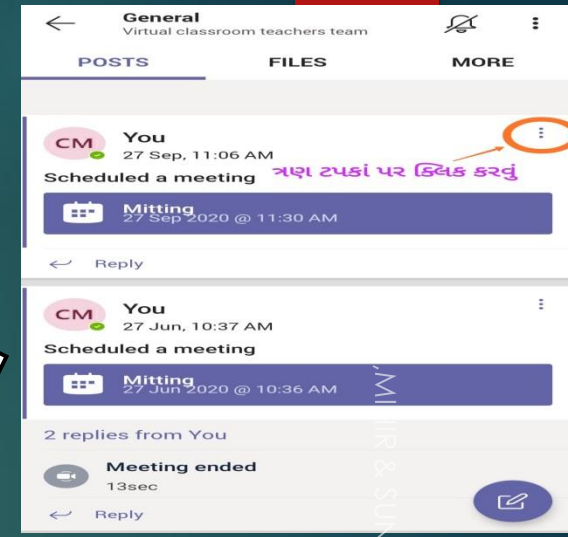 General
Virtual classroom teachers team
POSTS FILES MORE
CM You
27 Sep, 11:06 AM
Scheduled a meeting
ત્રણ ટપકાં પર ક્લિક કરવું
Mitting
27 Sep 2020 @ 11:30 AM
Reply
CM You
27 Jun, 10:37 AM
Scheduled a meeting
Mitting
27 Jun 2020 @ 10:36 AM
2 replies from You
Meeting ended
13sec
Reply